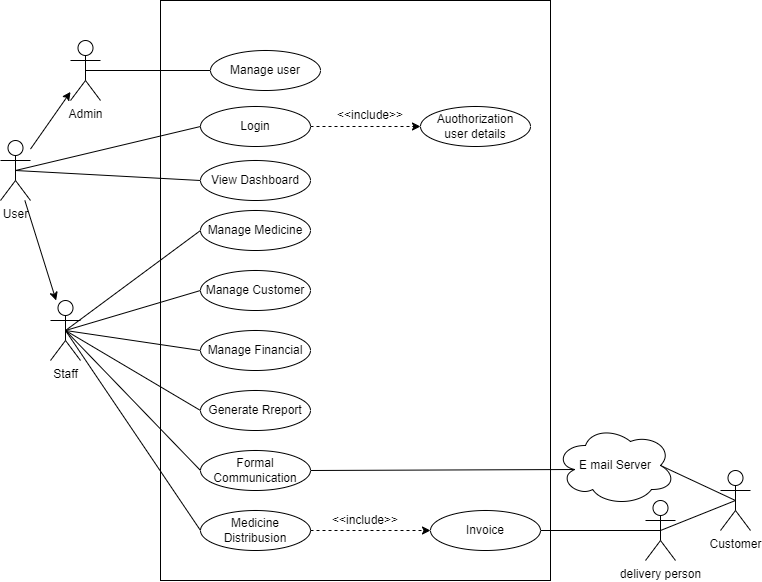 Manage user
Admin
<<include>>
Login
Auothorization
user details
View Dashboard
User
Manage Medicine
Manage Customer
Manage Financial
Staff
Generate Rreport
Formal
Communication
E mail Server
<<include>>
Medicine
Distribusion
Invoice
Customer
delivery person